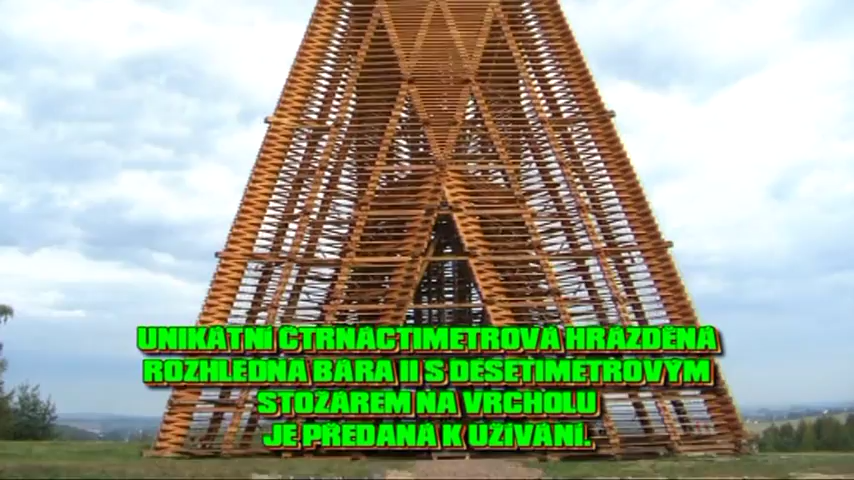 UNIKÁTNÍ ČTRNÁCTIMETROVÁ HRÁZDĚNÁ
ROZHLEDNA BÁRA II S DESETIMETROVÝM
STOŽÁREM NA VRCHOLU
JE PŘEDÁNA K UŽÍVÁNÍ.